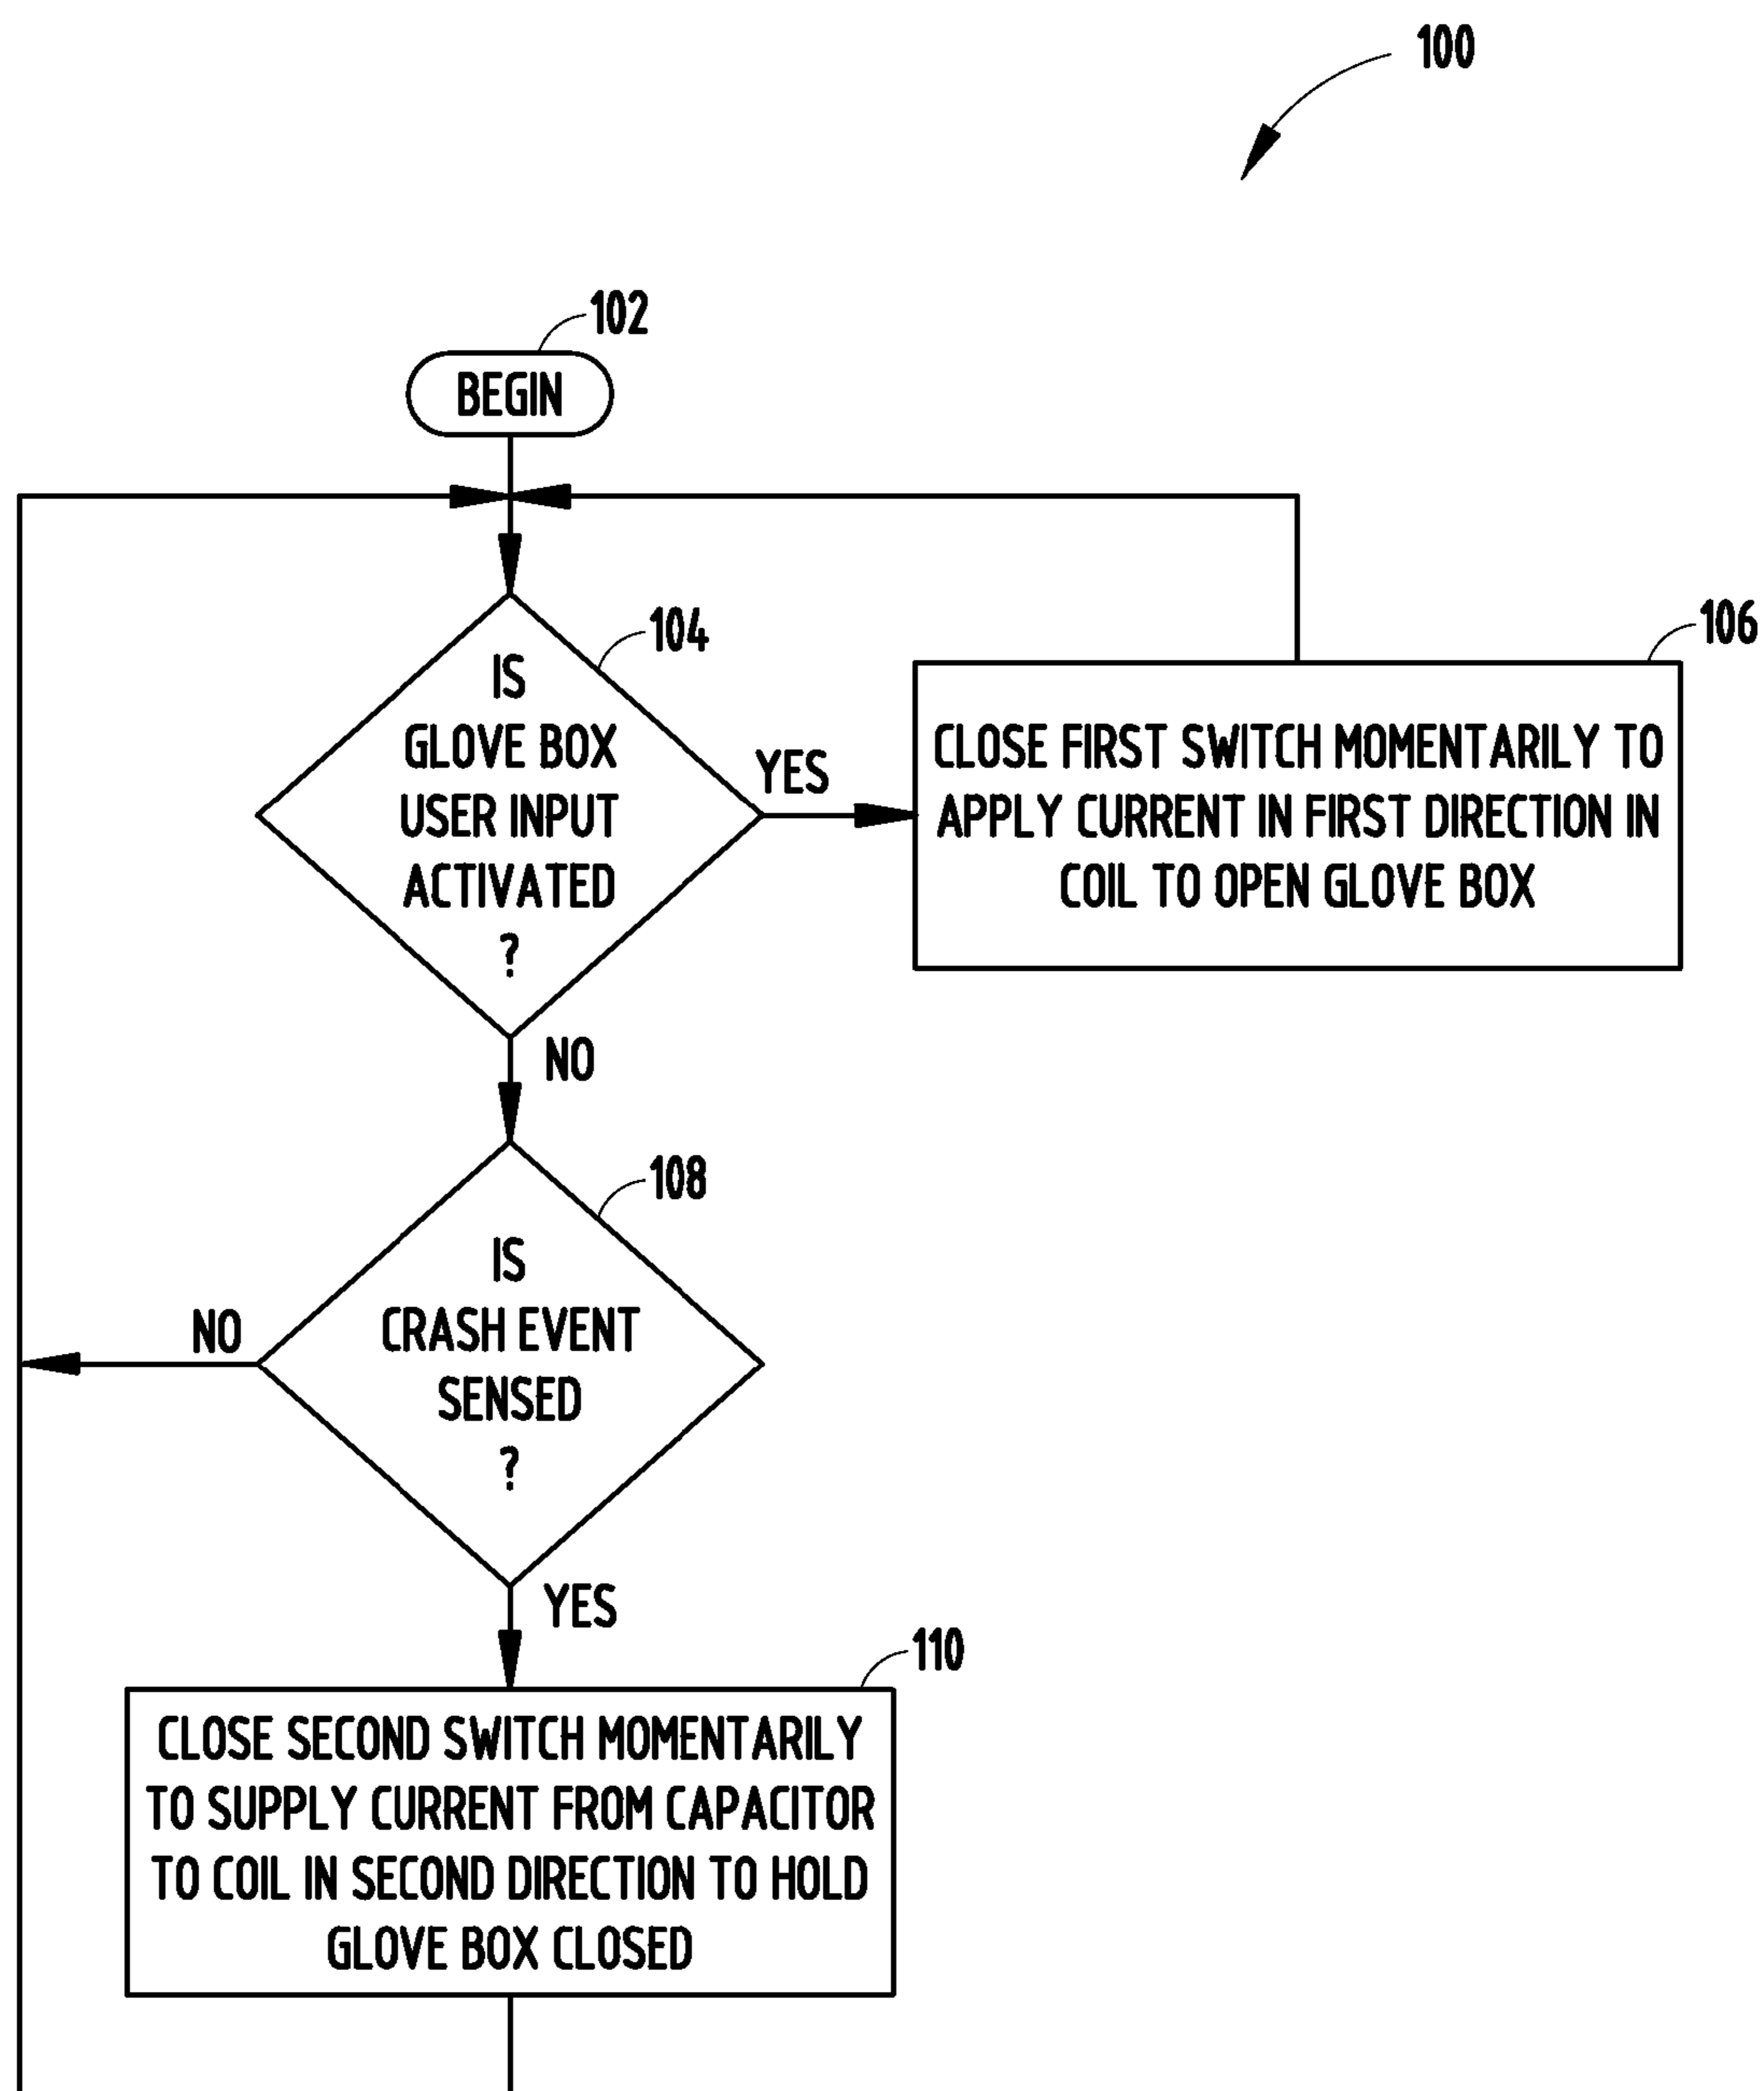 100
102
BEGIN
104
IS
GLOVE BOX
USER INPUT
ACTIVATED
?
YES
106
CLOSE FIRST SWITCH MOMENTARILY TO
APPLY CURRENT IN FIRST DIRECTION IN
COIL TO OPEN GLOVE BOX
NO
108
IS
CRASH EVENT
SENSED
?
NO
YES
110
CLOSE SECOND SWITCH MOMENTARILY
TO SUPPLY CURRENT FROM CAPACITOR
TO COIL IN SECOND DIRECTION TO HOLD
GLOVE BOX CLOSED